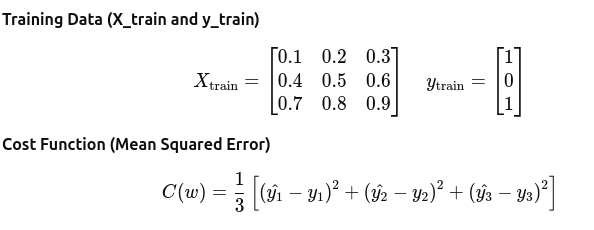 Training Data (X_train and y_train)
X_train = [0.1 0.2 0.3; 0.4 0.5 0.6; 0.7 0.8 0.9] y_train = [1; 0; 1]
Cost Function (Mean Squared Error)
C(w) = 1/3 [(ŷ₁ − y₁)² + (ŷ₂ − y₂)² + (ŷ₃ − y₃)²]